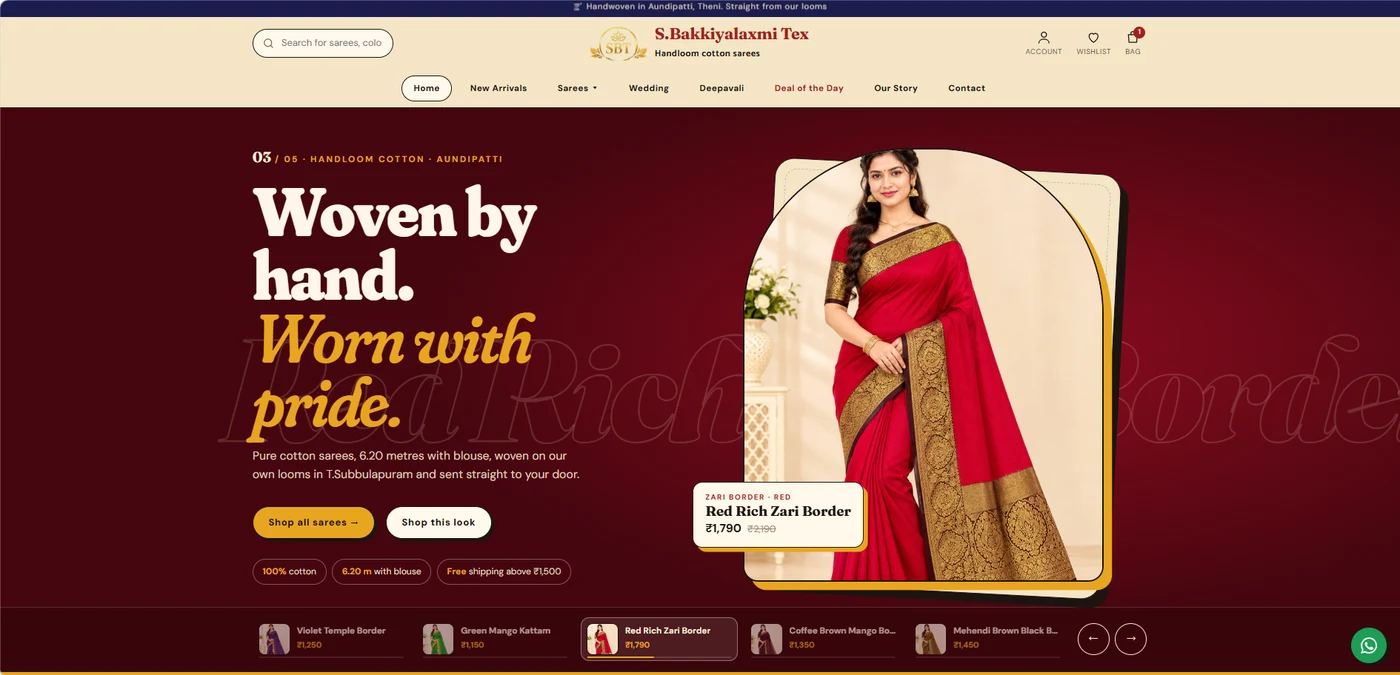 Handwoven in Aundipatti, Theni. Straight from our looms
Search for sarees, colo
SBT
S.Bakkiyalaxmi Tex
Handloom cotton sarees
ACCOUNT
WISHLIST
1
BAG
Home
New Arrivals
Sarees
Wedding
Deepavali
Deal of the Day
Our Story
Contact
03 / 05 · HANDLOOM COTTON · AUNDIPATTI
Woven by
hand.
Worn with
pride.
Red Rich Borde
Pure cotton sarees, 6.20 metres with blouse, woven on our
own looms in T.Subbulapuram and sent straight to your door.
Shop all sarees →
Shop this look
100% cotton
6.20 m with blouse
Free shipping above ₹1,500
ZARI BORDER · RED
Red Rich Zari Border
₹1,790 ₹2,190
Violet Temple Border
₹1,250
Green Mango Kattam
₹1,150
Red Rich Zari Border
₹1,790
Coffee Brown Mango Bo...
₹1,350
Mehendi Brown Black B...
₹1,450
← →